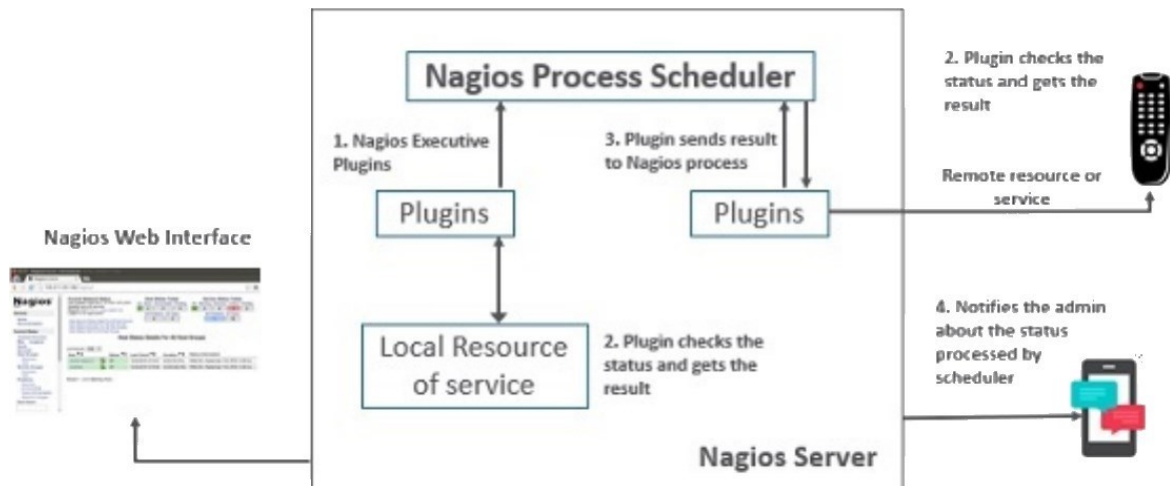 Nagios Process Scheduler
1. Nagios Executive
Plugins
3. Plugin sends result
to Nagios process
2. Plugin checks the
status and gets the
result
Plugins
Plugins
Remote resource or
service
Nagios Web Interface
Nagios
Local Resource
of service
2. Plugin checks the
status and gets the
result
4. Notifies the admin
about the status
processed by
scheduler
Nagios Server